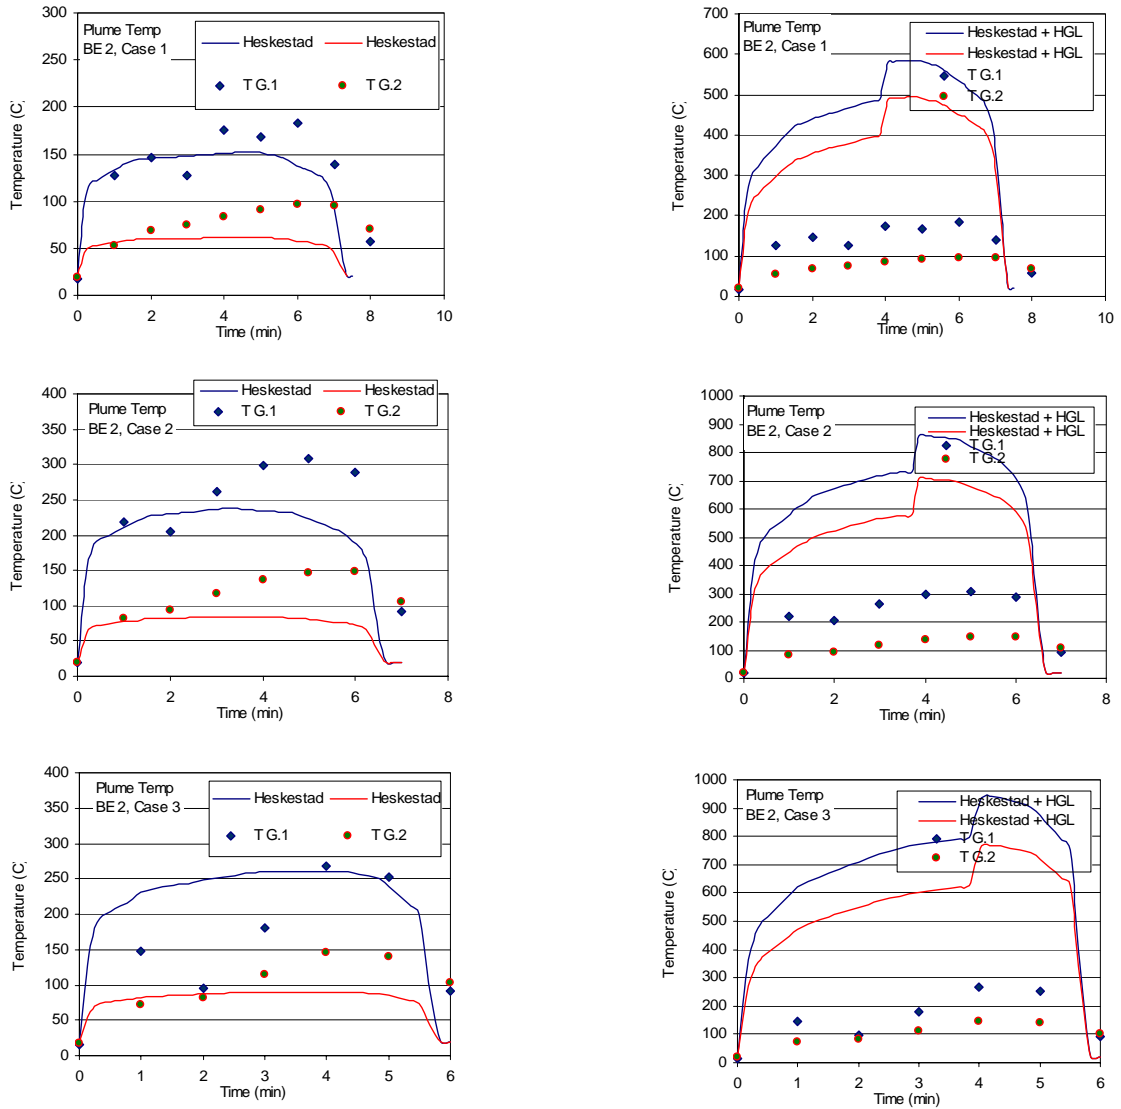 Plume Temp
BE 2, Case 1
Heskestad Heskestad
T G.1 T G.2
Temperature (C)
300
250
200
150
100
50
0
0 2 4 6 8 10
Time (min)
Plume Temp
BE 2, Case 1
Heskestad + HGL
Heskestad + HGL
T G.1
T G.2
Temperature (C)
700
600
500
400
300
200
100
0
0 2 4 6 8 10
Time (min)
Plume Temp
BE 2, Case 2
Heskestad Heskestad
T G.1 T G.2
Temperature (C)
400
350
300
250
200
150
100
50
0
0 2 4 6 8
Time (min)
Plume Temp
BE 2, Case 2
Heskestad + HGL
Heskestad + HGL
T G.1
T G.2
Temperature (C)
1000
900
800
700
600
500
400
300
200
100
0
0 2 4 6 8
Time (min)
Plume Temp
BE 2, Case 3
Heskestad Heskestad
T G.1 T G.2
Temperature (C)
400
350
300
250
200
150
100
50
0
0 1 2 3 4 5 6
Time (min)
Plume Temp
BE 2, Case 3
Heskestad + HGL
Heskestad + HGL
T G.1
T G.2
Temperature (C)
1000
900
800
700
600
500
400
300
200
100
0
0 1 2 3 4 5 6
Time (min)